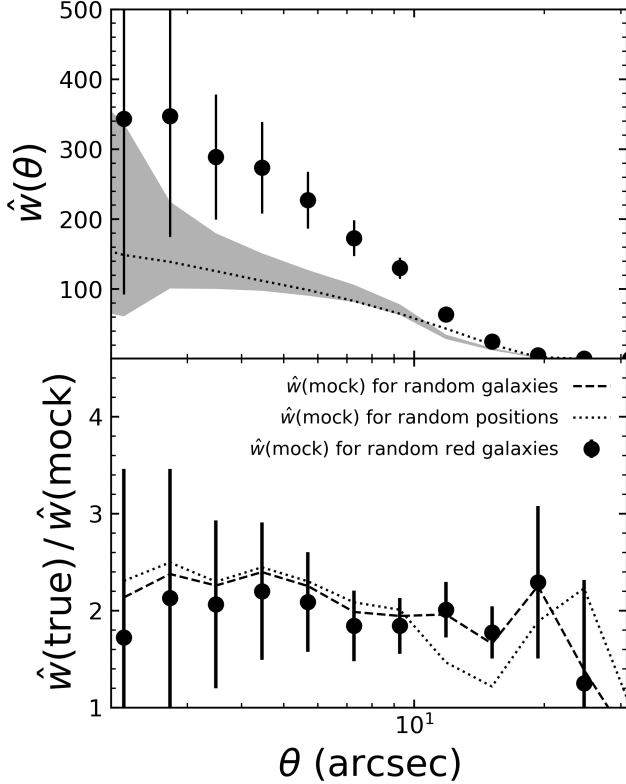 500
400
300
200
100
ŵ(θ)
4
3
2
1
ŵ(true) / ŵ(mock)
ŵ(mock) for random galaxies
ŵ(mock) for random positions
ŵ(mock) for random red galaxies
10¹
θ (arcsec)